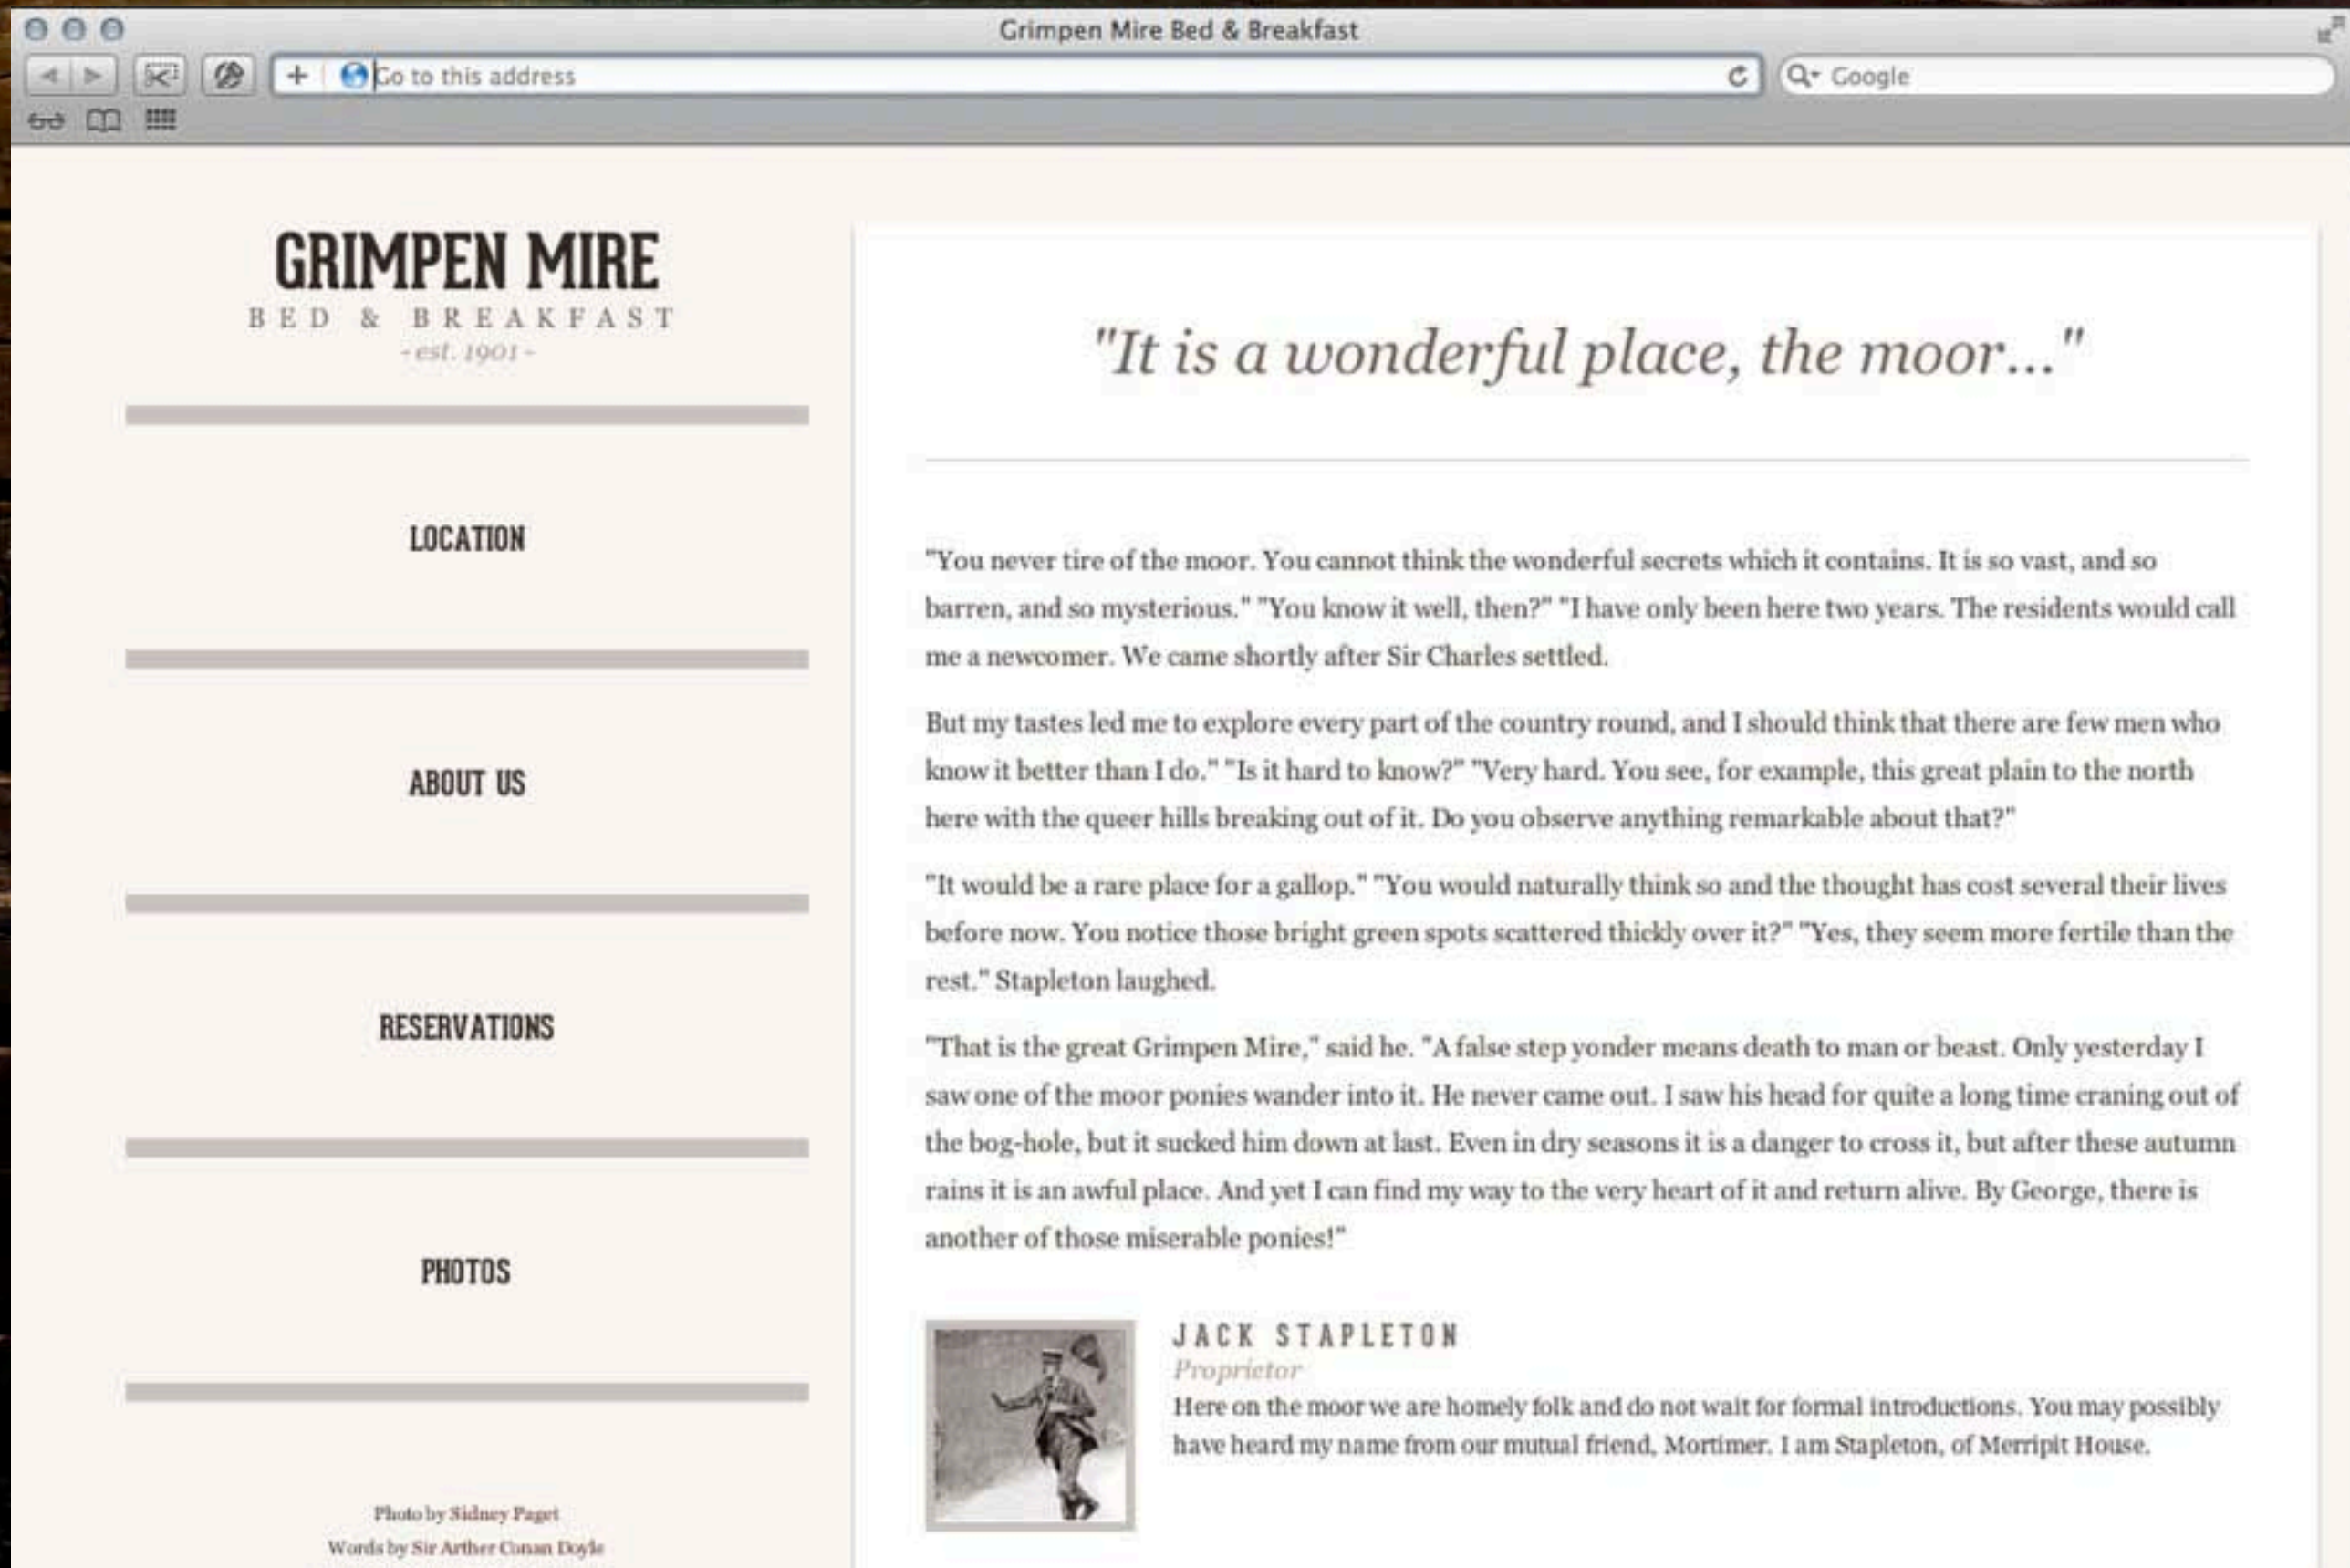 Grimpen Mire Bed & Breakfast
Go to this address
Google
GRIMPEN MIRE
BED & BREAKFAST
- est. 1901 -
LOCATION
ABOUT US
RESERVATIONS
PHOTOS
Photo by Sidney Paget
Words by Sir Arther Conan Doyle
"It is a wonderful place, the moor..."
"You never tire of the moor. You cannot think the wonderful secrets which it contains. It is so vast, and so
barren, and so mysterious." "You know it well, then?" "I have only been here two years. The residents would call
me a newcomer. We came shortly after Sir Charles settled.
But my tastes led me to explore every part of the country round, and I should think that there are few men who
know it better than I do." "Is it hard to know?" "Very hard. You see, for example, this great plain to the north
here with the queer hills breaking out of it. Do you observe anything remarkable about that?"
"It would be a rare place for a gallop." "You would naturally think so and the thought has cost several their lives
before now. You notice those bright green spots scattered thickly over it?" "Yes, they seem more fertile than the
rest." Stapleton laughed.
"That is the great Grimpen Mire," said he. "A false step yonder means death to man or beast. Only yesterday I
saw one of the moor ponies wander into it. He never came out. I saw his head for quite a long time craning out of
the bog-hole, but it sucked him down at last. Even in dry seasons it is a danger to cross it, but after these autumn
rains it is an awful place. And yet I can find my way to the very heart of it and return alive. By George, there is
another of those miserable ponies!"
JACK STAPLETON
Proprietor
Here on the moor we are homely folk and do not wait for formal introductions. You may possibly
have heard my name from our mutual friend, Mortimer. I am Stapleton, of Merripit House.